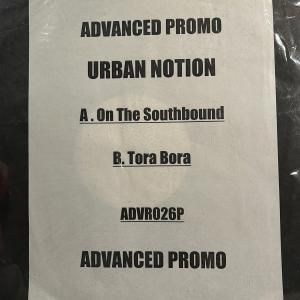 ADVANCED PROMO
URBAN NOTION
A . On The Southbound
B. Tora Bora
ADVR026P
ADVANCED PROMO